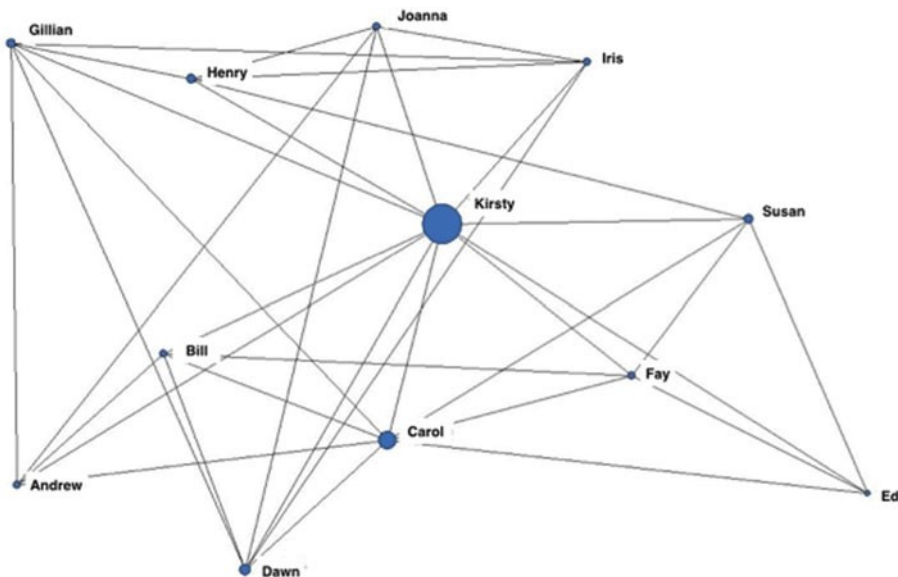 Joanna
Gillian
Iris
Henry
Kirsty
Susan
Bill
Fay
Carol
Andrew
Ed
Dawn